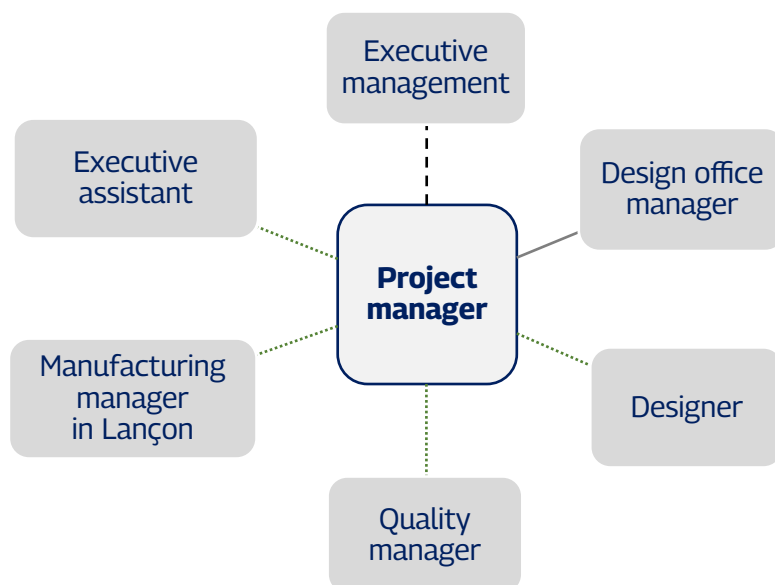 Executive
management
Executive
assistant
Design office
manager
Project
manager
Manufacturing
manager
in Lançon
Designer
Quality
manager